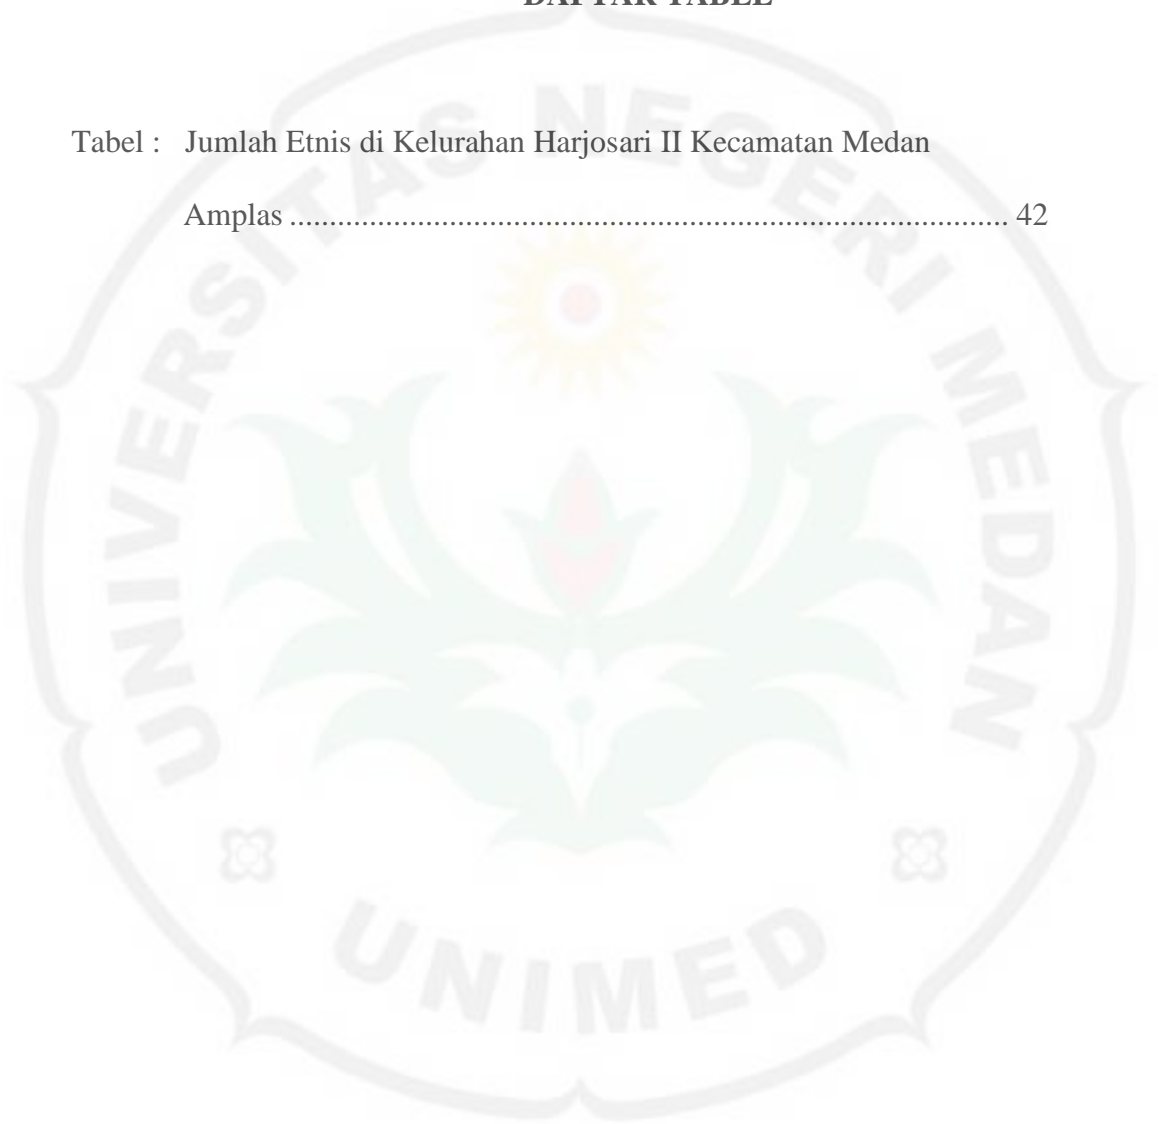 DAFTAR TABEL
Tabel : Jumlah Etnis di Kelurahan Harjosari II Kecamatan Medan
Amplas ............................................................................ 42
UNIVERSITAS NEGERI MEDAN
UNIMED